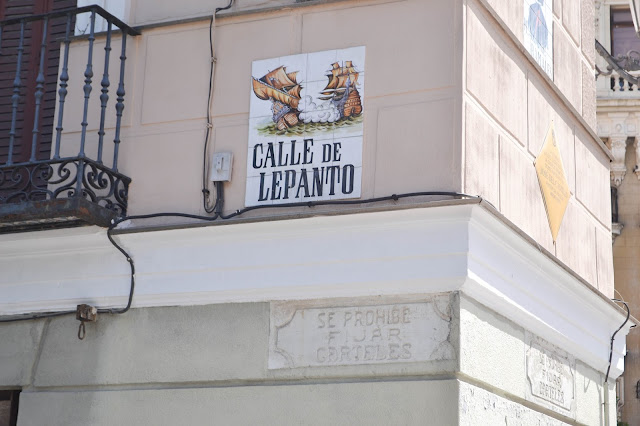 CALLE DE
LEPANTO
SE PROHIBE
FIJAR
CARTELES